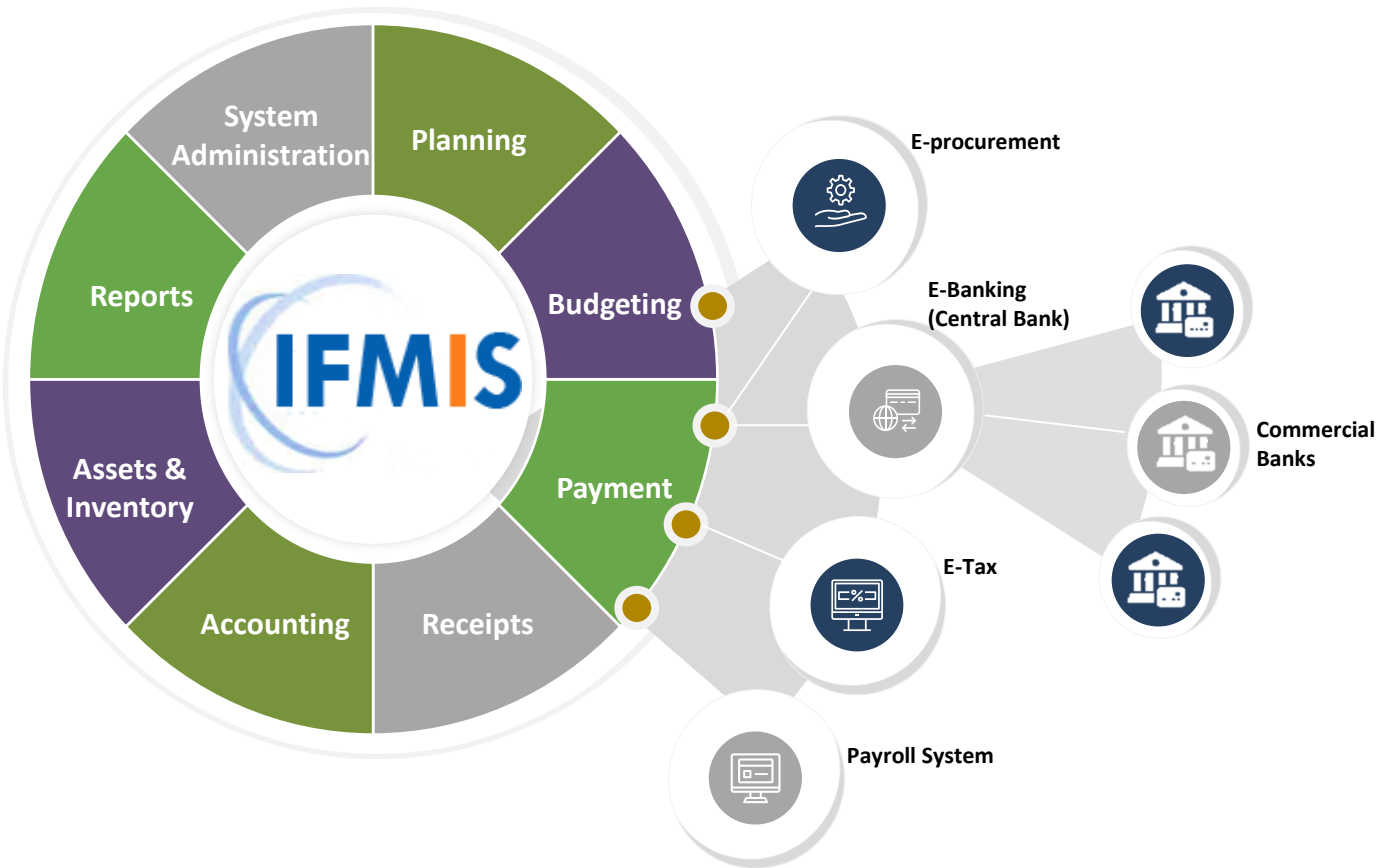 System
Administration
Planning
Reports
Budgeting
IFMIS
Assets &
Inventory
Payment
Accounting
Receipts
E-procurement
E-Banking
(Central Bank)
Commercial
Banks
E-Tax
Payroll System